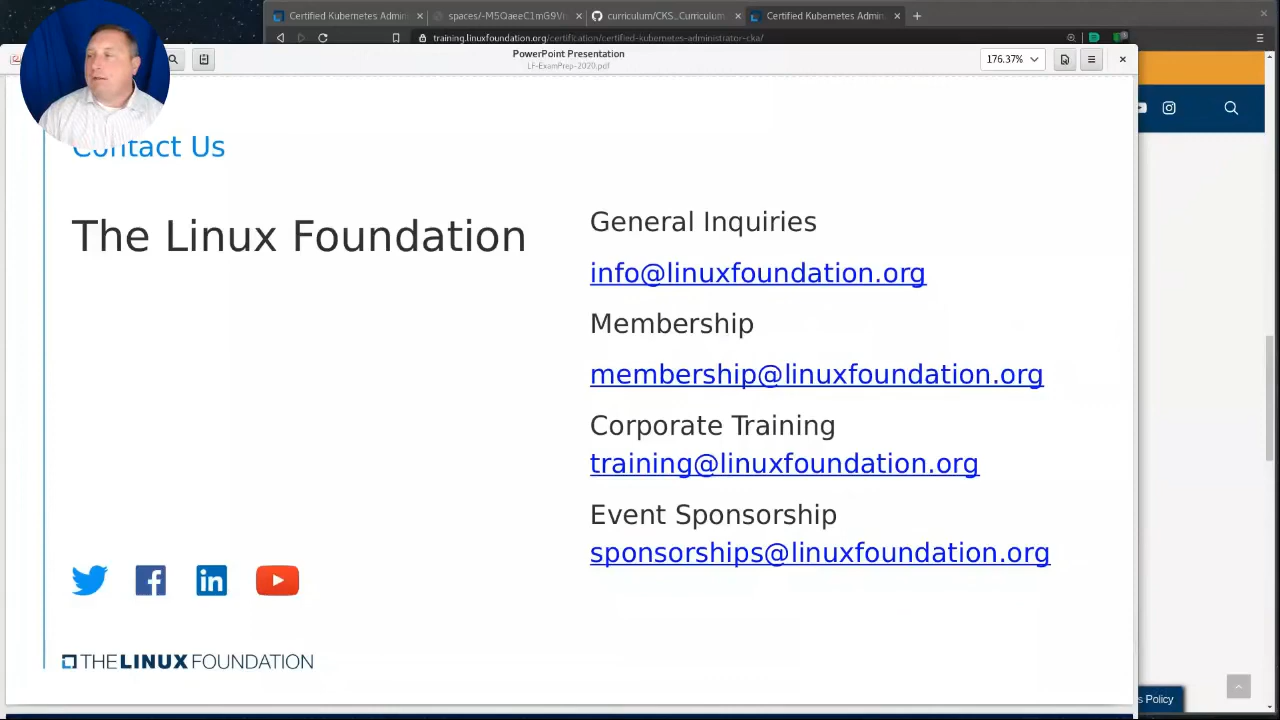 Certified Kubernetes Admin
spaces/-M5QaeeC1mG9V
curriculum/CKS_Curriculum
Certified Kubernetes Admin
training.linuxfoundation.org/certification/certified-kubernetes-administrator-cka/
PowerPoint Presentation
LF-ExamPrep-2020.pdf
176.37%
Contact Us
The Linux Foundation
General Inquiries
info@linuxfoundation.org
Membership
membership@linuxfoundation.org
Corporate Training
training@linuxfoundation.org
Event Sponsorship
sponsorships@linuxfoundation.org
THE LINUX FOUNDATION
s Policy